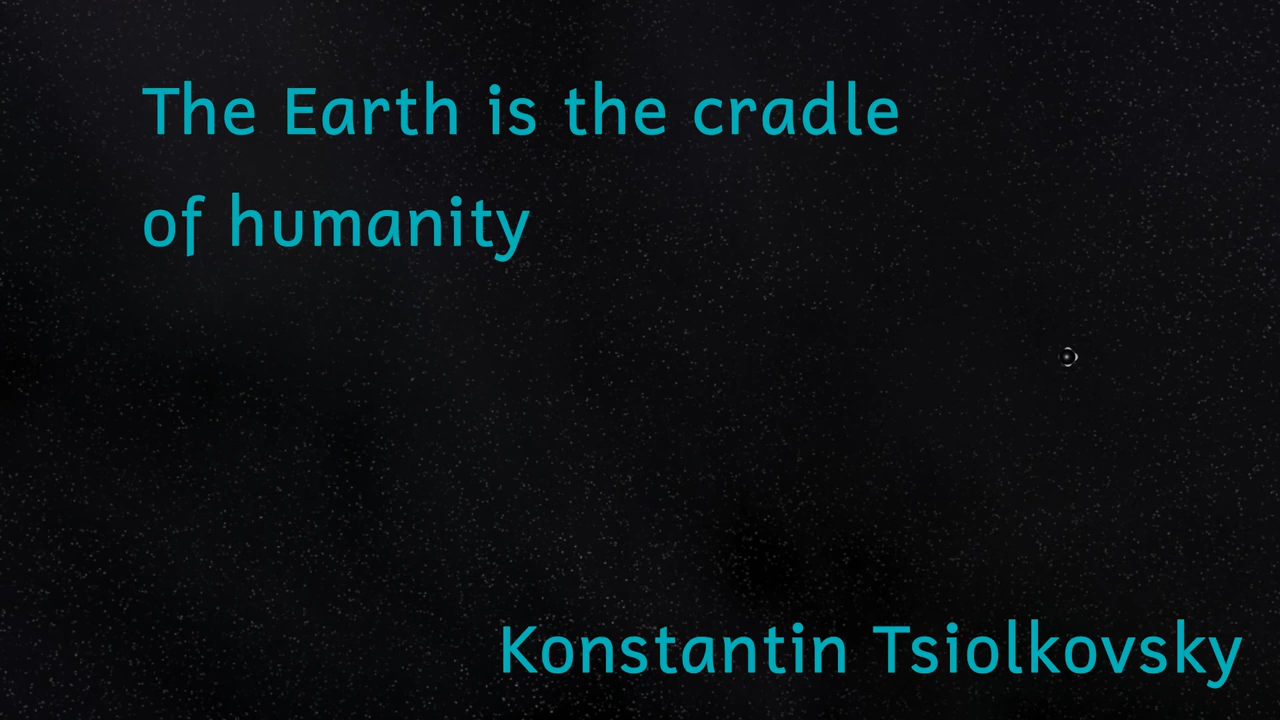 The Earth is the cradle
of humanity
Konstantin Tsiolkovsky